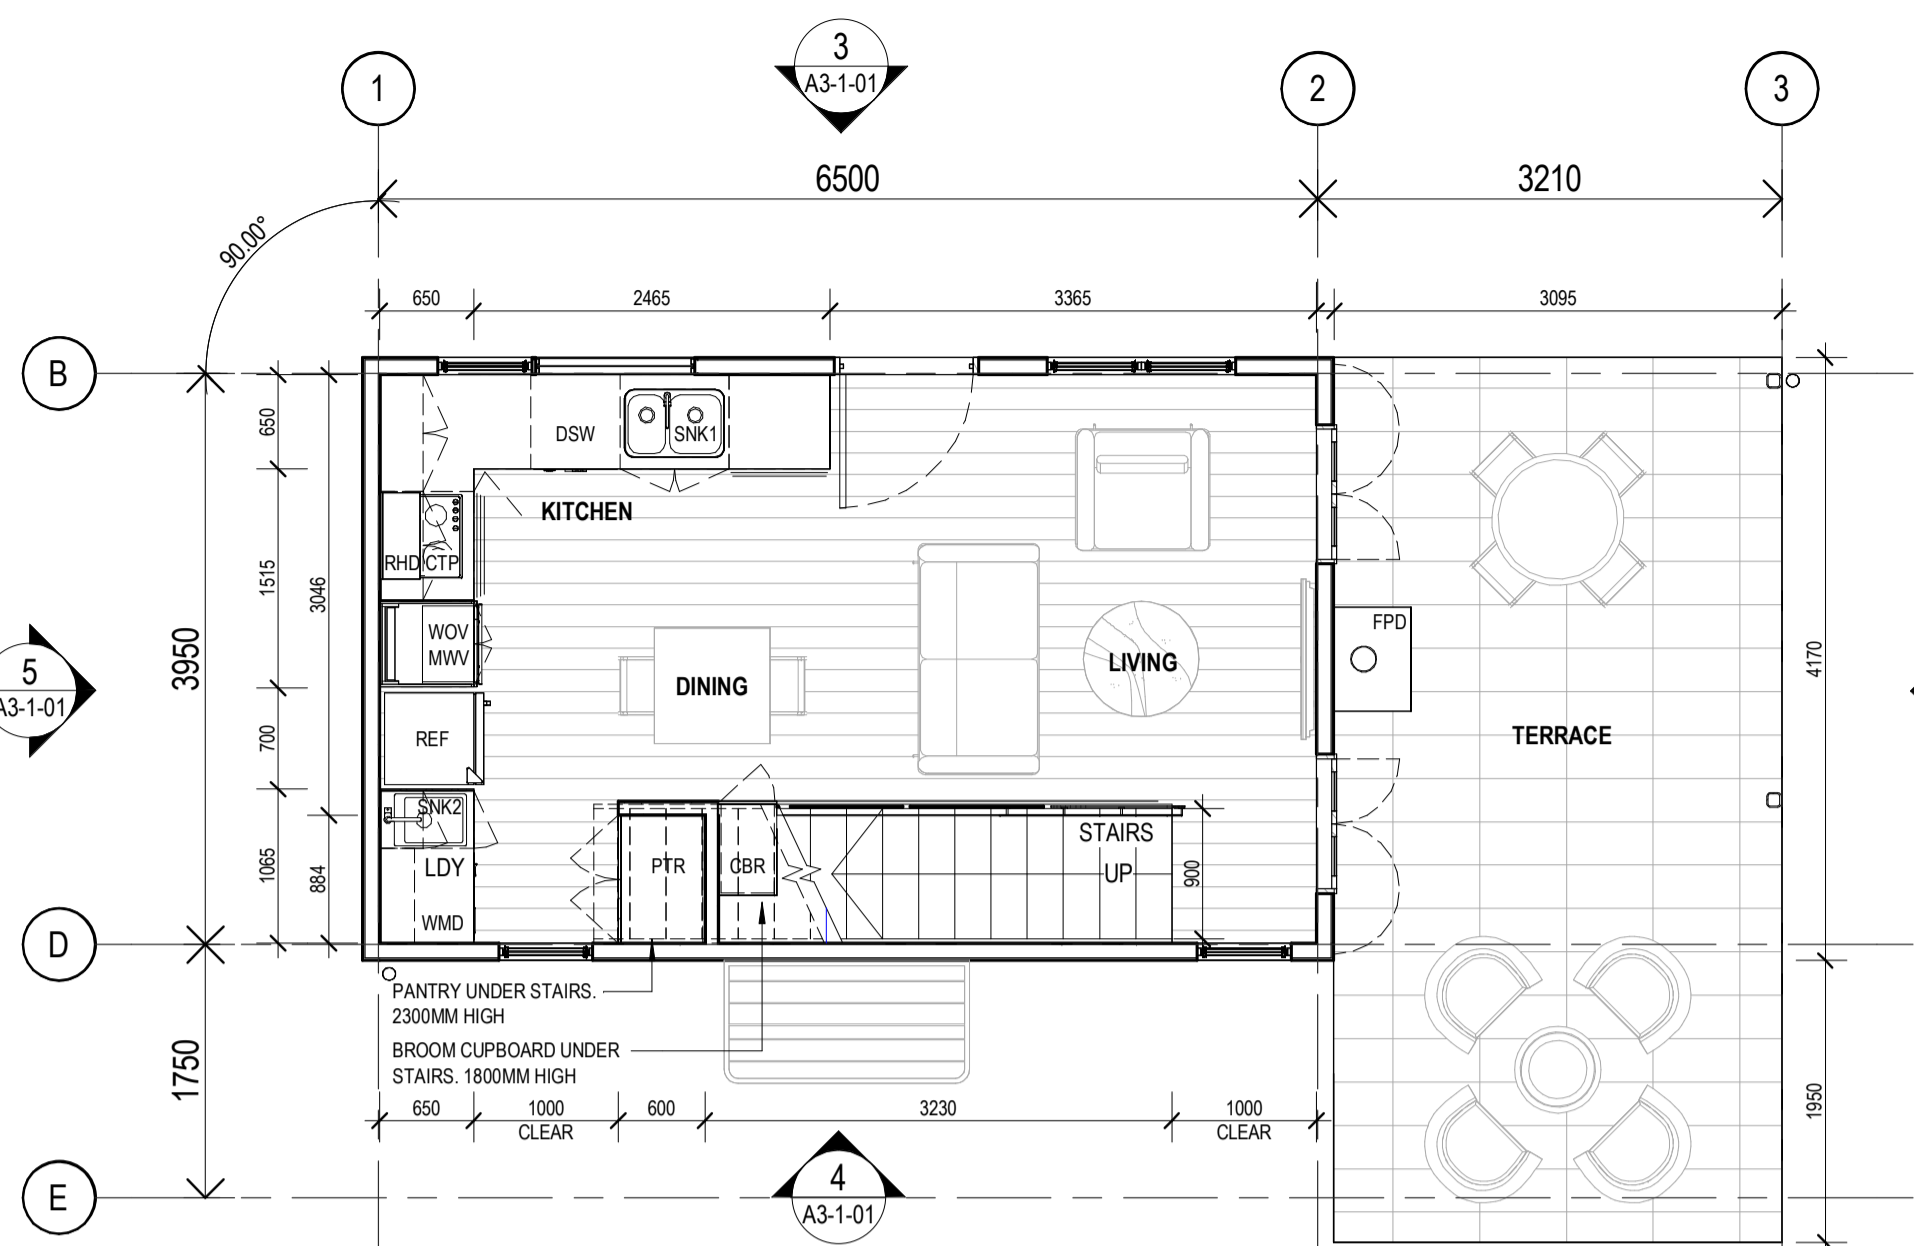 3
A3-1-01
1
2
3
6500
3210
90.00°
650
2465
3365
3095
B
650
DSW
SNK1
KITCHEN
RHD
CTP
1515
3046
3950
WOV
MWV
FPD
5
A3-1-01
DINING
LIVING
4170
REF
700
TERRACE
SNK2
STAIRS
UP
LDY
PTR
CBR
1065
884
900
WMD
D
PANTRY UNDER STAIRS.
2300MM HIGH
BROOM CUPBOARD UNDER
STAIRS. 1800MM HIGH
1750
650
1000
CLEAR
600
3230
1000
CLEAR
1950
E
4
A3-1-01